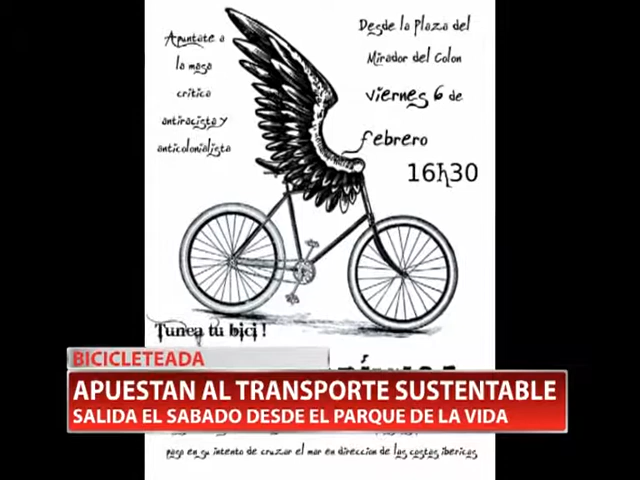 Apuntate a
la masa
crítica
antiracista y
anticolonialista
Desde la Plaza del
Mirador del Colon
viernes 6 de
febrero
16h30
Tunea tu bici !
BICICLETEADA
APUESTAN AL TRANSPORTE SUSTENTABLE
SALIDA EL SABADO DESDE EL PARQUE DE LA VIDA
paso en su intento de cruzar el mar en direccion de las costas ibericas